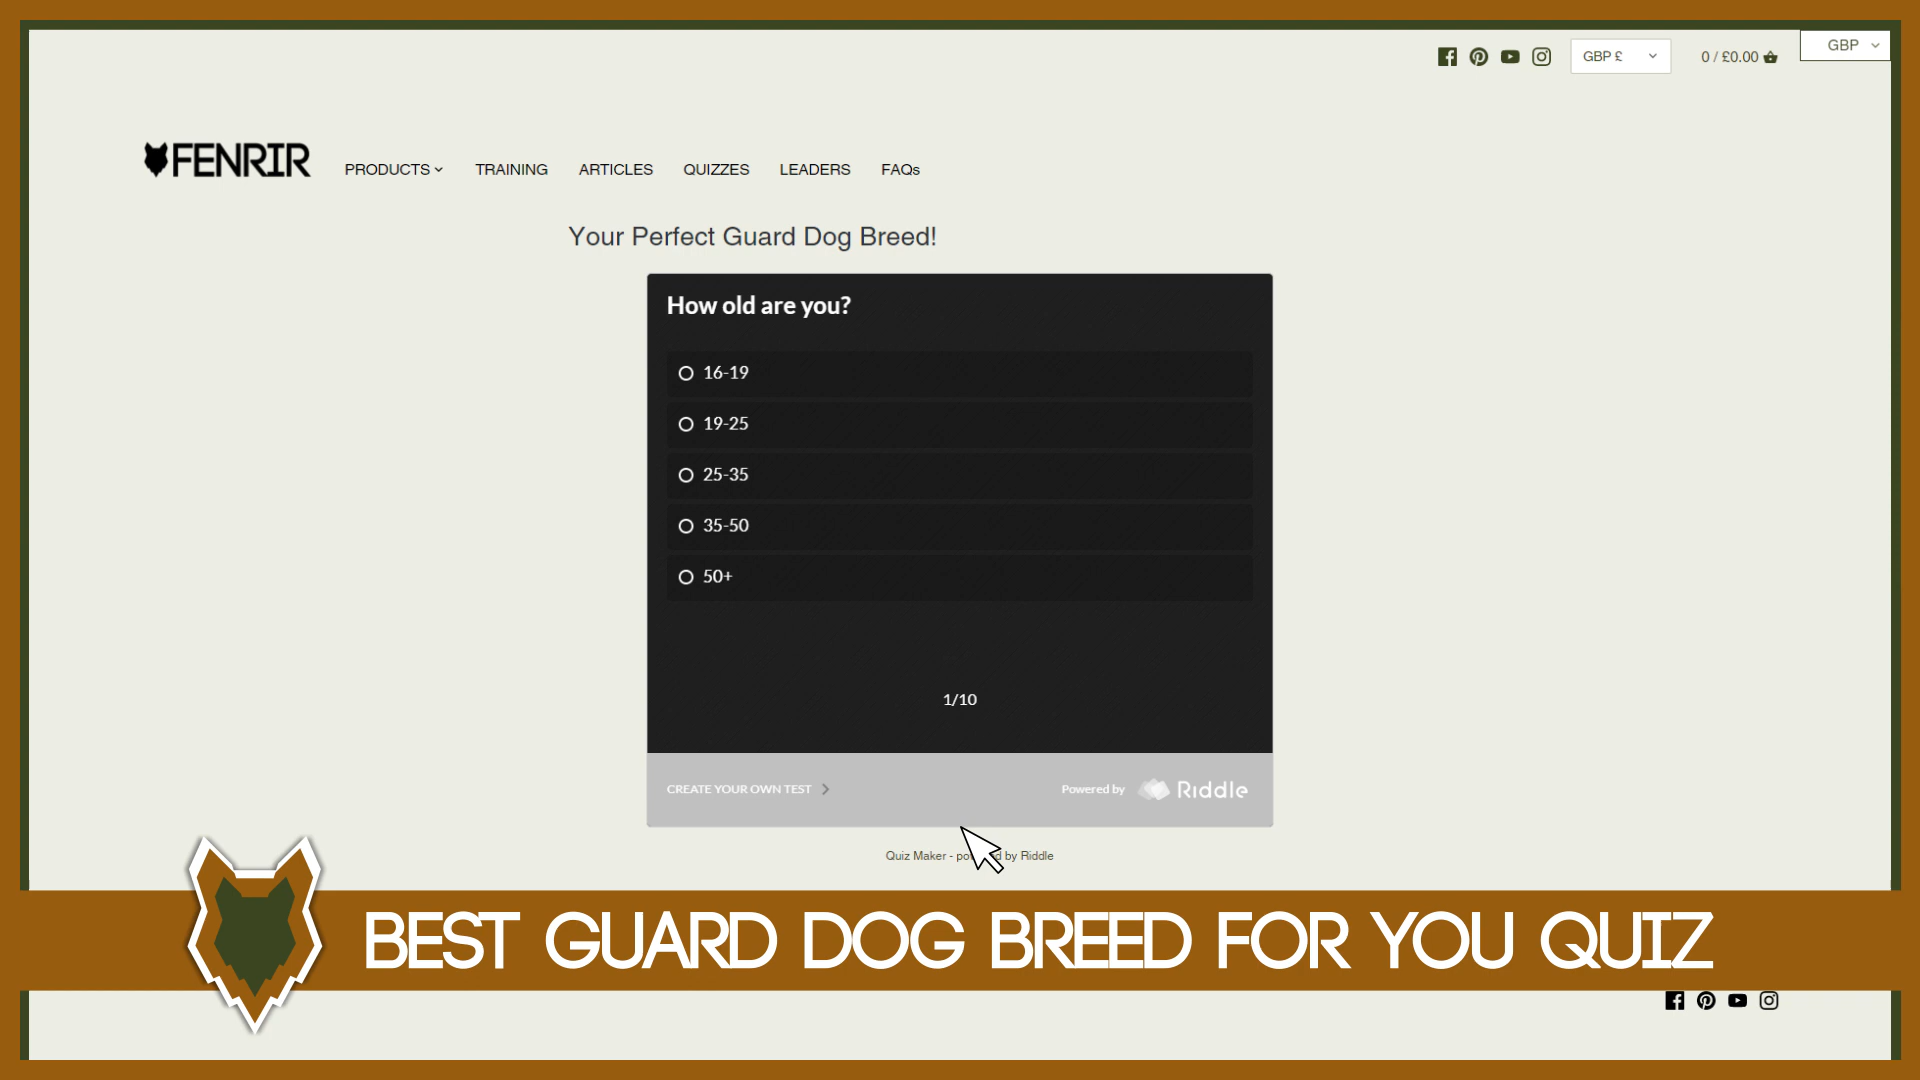 GBP £
0 / £0.00
GBP
FENRIR
PRODUCTS
TRAINING
ARTICLES
QUIZZES
LEADERS
FAQs
Your Perfect Guard Dog Breed!
How old are you?
16-19
19-25
25-35
35-50
50+
1/10
CREATE YOUR OWN TEST
Powered by Riddle
Quiz Maker - by Riddle
BEST GUARD DOG BREED FOR YOU QUIZ